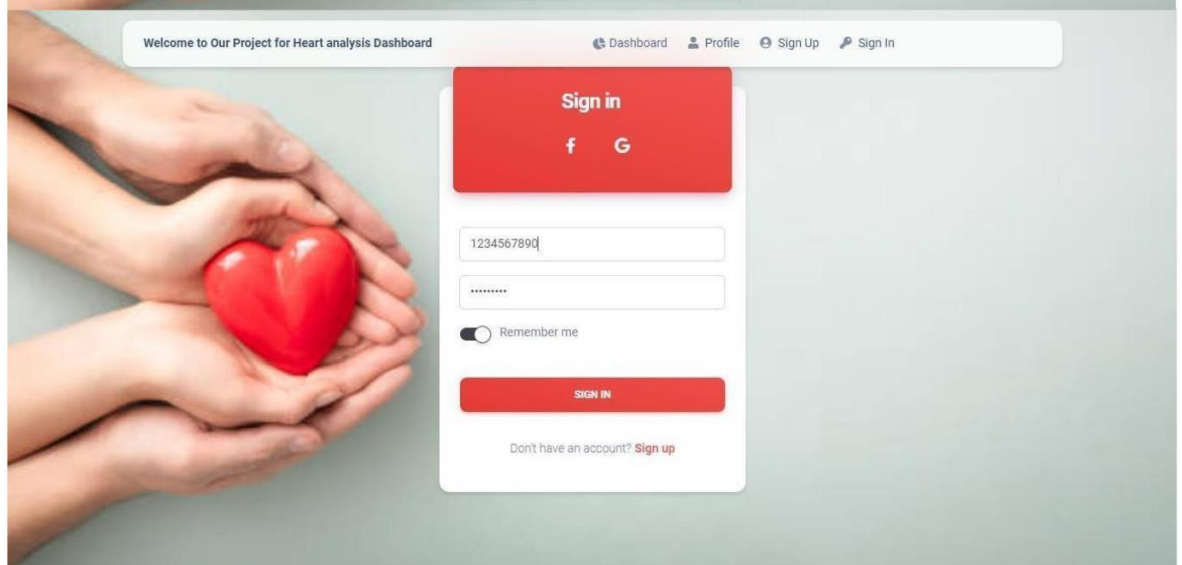 Welcome to Our Project for Heart analysis Dashboard
Dashboard
Profile
Sign Up
Sign In
Sign in
f G
1234567890
•••••••••
Remember me
SIGN IN
Don't have an account? Sign up